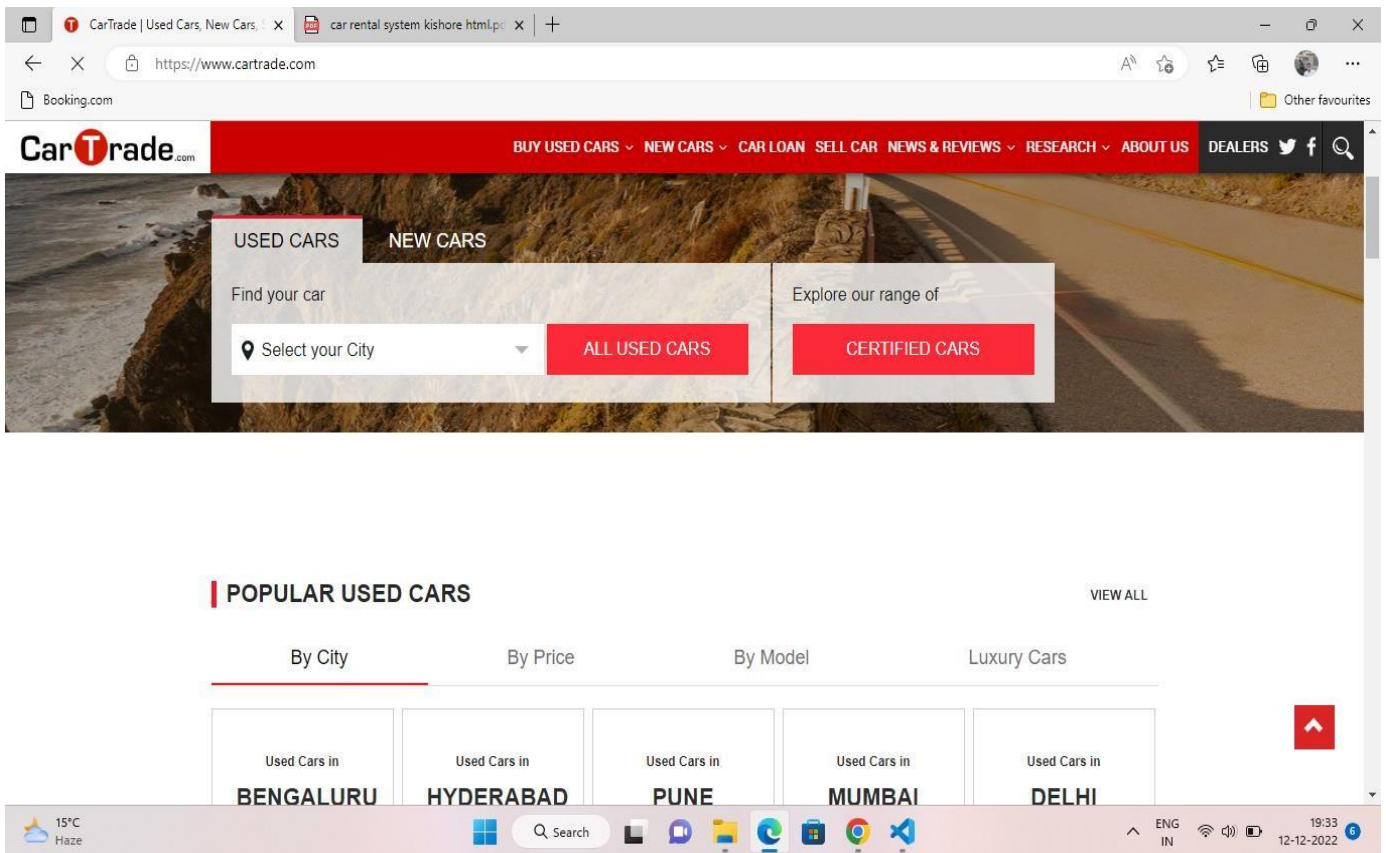 CarTrade | Used Cars, New Cars, S
car rental system kishore html.pd
https://www.cartrade.com
Booking.com
Other favourites
CarTrade.com
BUY USED CARS NEW CARS CAR LOAN SELL CAR NEWS & REVIEWS RESEARCH ABOUT US DEALERS
USED CARS NEW CARS
Find your car
Explore our range of
Select your City
ALL USED CARS
CERTIFIED CARS
POPULAR USED CARS
VIEW ALL
By City By Price By Model Luxury Cars
Used Cars in
BENGALURU
Used Cars in
HYDERABAD
Used Cars in
PUNE
Used Cars in
MUMBAI
Used Cars in
DELHI
15°C
Haze
Search
ENG
IN
19:33
12-12-2022
6